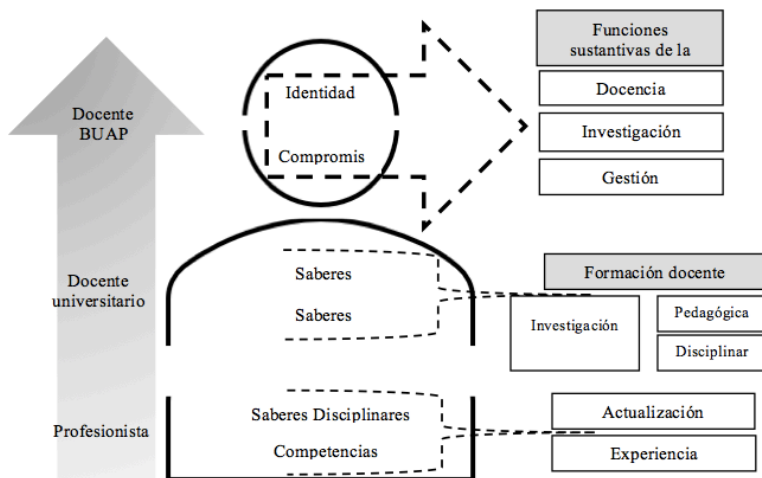 Funciones
sustantivas de la
Docencia
Investigación
Gestión
Identidad
Compromis
Docente
BUAP
Docente
universitario
Saberes
Saberes
Formación docente
Investigación
Pedagógica
Disciplinar
Profesionista
Saberes Disciplinares
Competencias
Actualización
Experiencia